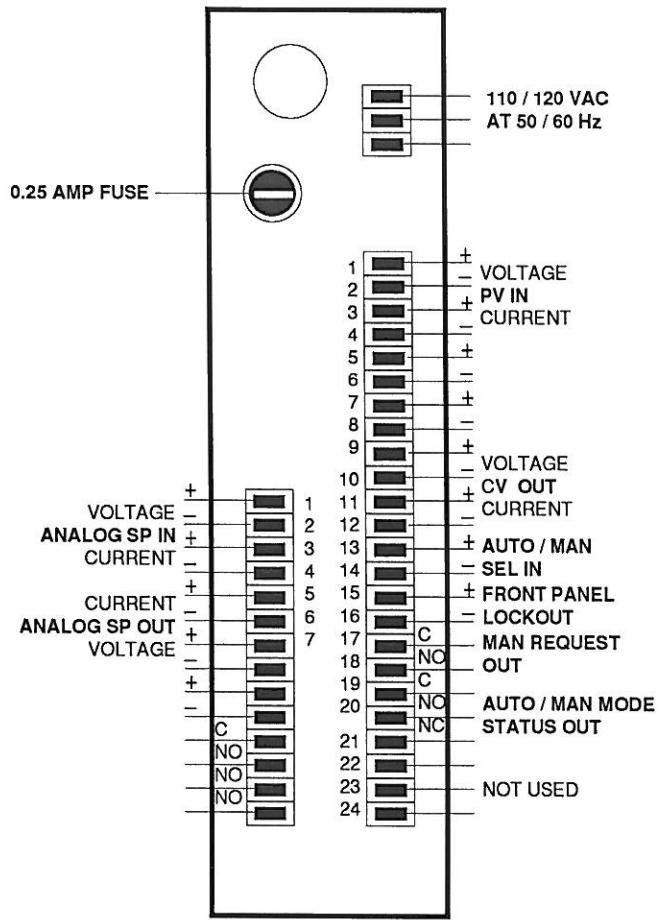 110 / 120 VAC
AT 50 / 60 Hz
0.25 AMP FUSE
1 +
VOLTAGE
2 −
PV IN
3 +
CURRENT
4 −
5 +
6 −
7 +
8 −
9 +
VOLTAGE
10 −
CV OUT
11 +
CURRENT
12 −
13 + AUTO / MAN
14 − SEL IN
15 + FRONT PANEL
16 − LOCKOUT
17 C MAN REQUEST
18 NO OUT
19 C
20 NO AUTO / MAN MODE
NC STATUS OUT
21
22
23 NOT USED
24
+ 1
VOLTAGE
− 2
ANALOG SP IN
+ 3
CURRENT
− 4
+ 5
CURRENT
− 6
ANALOG SP OUT
+ 7
VOLTAGE
−
+
−
C
NO
NO
NO